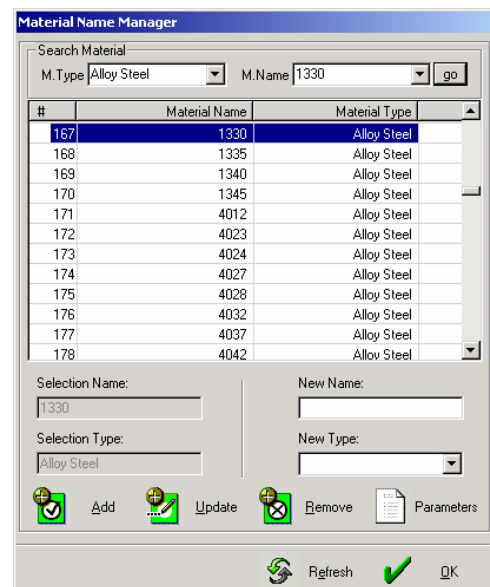 Material Name Manager
Search Material
M.Type Alloy Steel M.Name 1330 go
# Material Name Material Type
167 1330 Alloy Steel
168 1335 Alloy Steel
169 1340 Alloy Steel
170 1345 Alloy Steel
171 4012 Alloy Steel
172 4023 Alloy Steel
173 4024 Alloy Steel
174 4027 Alloy Steel
175 4028 Alloy Steel
176 4032 Alloy Steel
177 4037 Alloy Steel
178 4042 Alloy Steel
Selection Name: New Name:
1330
Selection Type: New Type:
Alloy Steel
Add Update Remove Parameters
Refresh OK